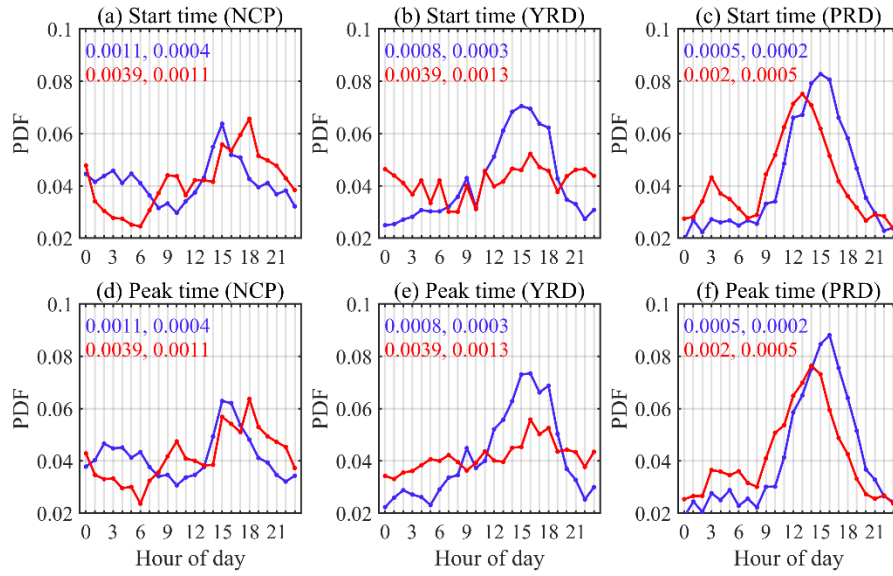 (a) Start time (NCP)
0.0011, 0.0004
0.0039, 0.0011
PDF
0.1
0.08
0.06
0.04
0.02
0 3 6 9 12 15 18 21
(b) Start time (YRD)
0.0008, 0.0003
0.0039, 0.0013
PDF
0.1
0.08
0.06
0.04
0.02
0 3 6 9 12 15 18 21
(c) Start time (PRD)
0.0005, 0.0002
0.002, 0.0005
PDF
0.1
0.08
0.06
0.04
0.02
0 3 6 9 12 15 18 21
(d) Peak time (NCP)
0.0011, 0.0004
0.0039, 0.0011
PDF
0.1
0.08
0.06
0.04
0.02
0 3 6 9 12 15 18 21
Hour of day
(e) Peak time (YRD)
0.0008, 0.0003
0.0039, 0.0013
PDF
0.1
0.08
0.06
0.04
0.02
0 3 6 9 12 15 18 21
Hour of day
(f) Peak time (PRD)
0.0005, 0.0002
0.002, 0.0005
PDF
0.1
0.08
0.06
0.04
0.02
0 3 6 9 12 15 18 21
Hour of day